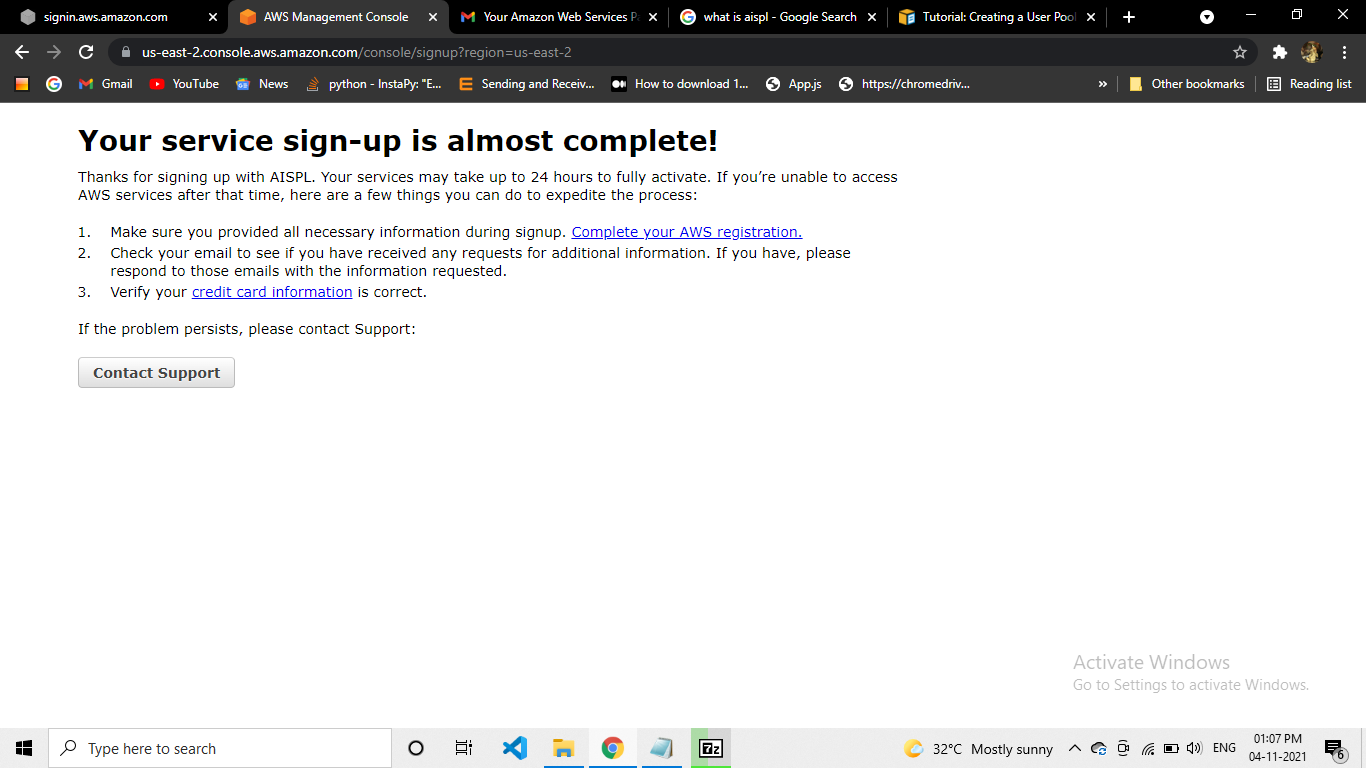 signin.aws.amazon.com
AWS Management Console
Your Amazon Web Services P
what is aispl - Google Search
Tutorial: Creating a User Pool
us-east-2.console.aws.amazon.com/console/signup?region=us-east-2
Gmail
YouTube
News
python - InstaPy: "E...
Sending and Receiv...
How to download 1...
App.js
https://chromedriv...
»
Other bookmarks
Reading list
Your service sign-up is almost complete!
Thanks for signing up with AISPL. Your services may take up to 24 hours to fully activate. If you’re unable to access
AWS services after that time, here are a few things you can do to expedite the process:
1. Make sure you provided all necessary information during signup. Complete your AWS registration.
2. Check your email to see if you have received any requests for additional information. If you have, please
respond to those emails with the information requested.
3. Verify your credit card information is correct.
If the problem persists, please contact Support:
Contact Support
Activate Windows
Go to Settings to activate Windows.
Type here to search
7z
32°C Mostly sunny
ENG
01:07 PM
04-11-2021
6